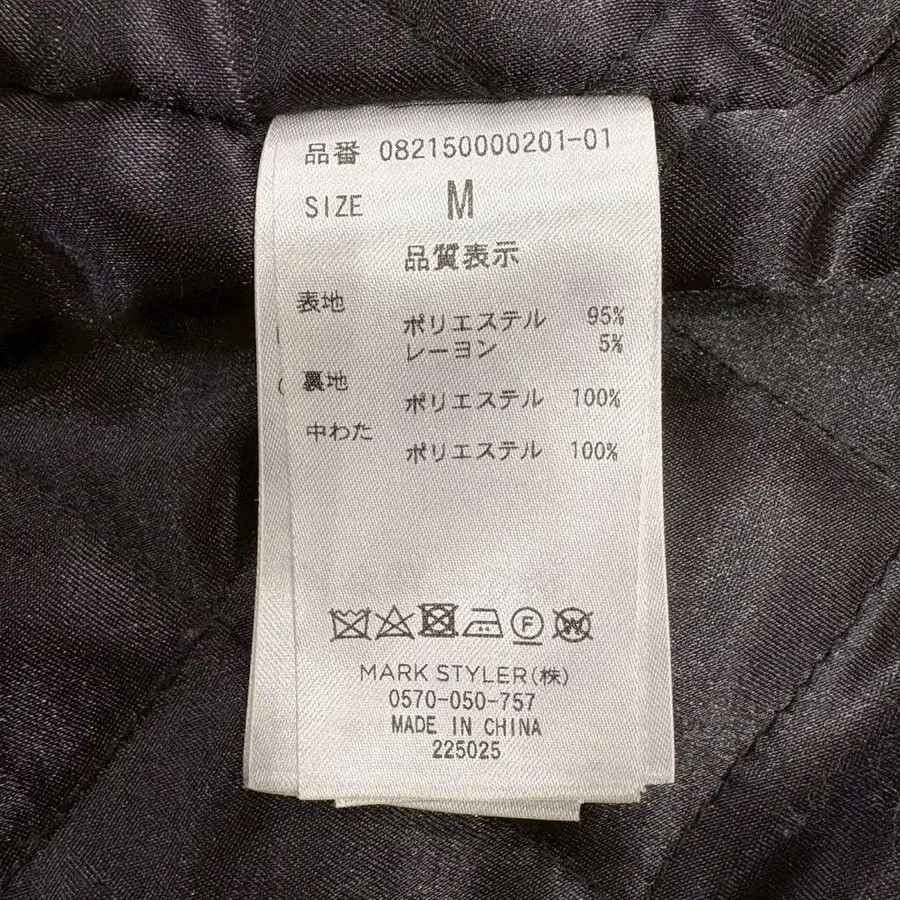 品番 082150000201-01
SIZE M
品質表示
表地
ポリエステル 95%
レーヨン 5%
裏地
ポリエステル 100%
中わた
ポリエステル 100%
F W
MARK STYLER(株)
0570-050-757
MADE IN CHINA
225025